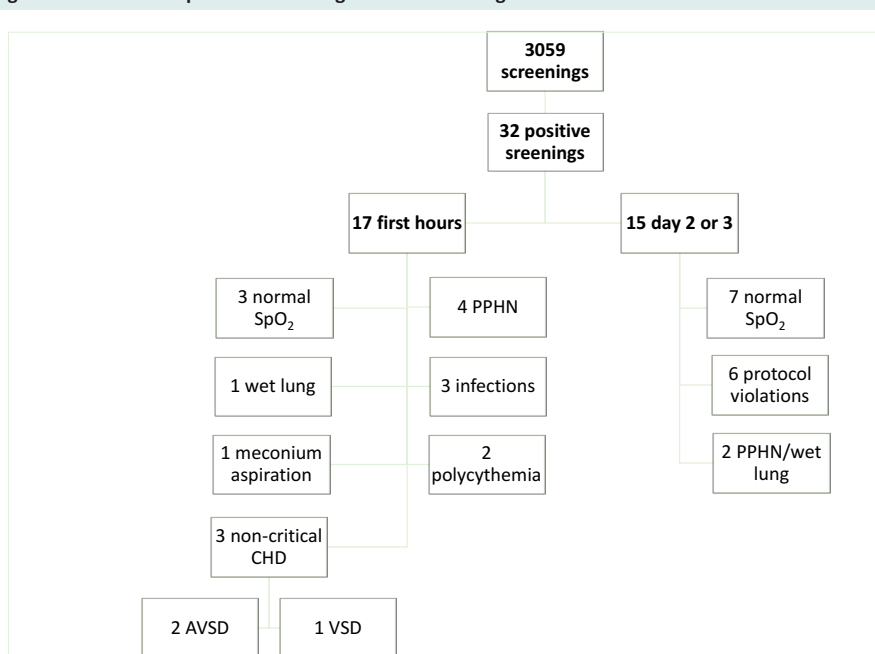 3059
screenings
32 positive
sreenings
17 first hours
15 day 2 or 3
3 normal
SpO₂
4 PPHN
7 normal
SpO₂
1 wet lung
3 infections
6 protocol
violations
1 meconium
aspiration
2
polycythemia
2 PPHN/wet
lung
3 non-critical
CHD
2 AVSD
1 VSD